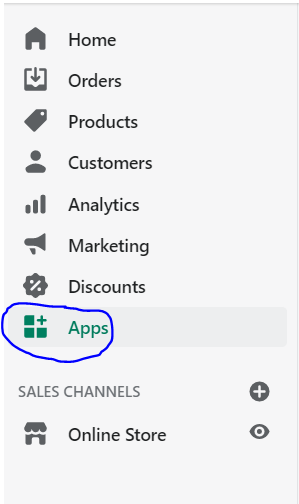 Home
Orders
Products
Customers
Analytics
Marketing
Discounts
Apps
SALES CHANNELS
Online Store